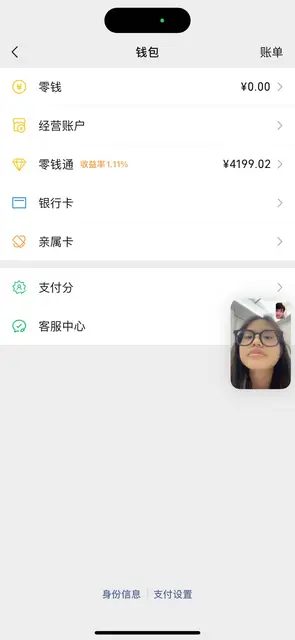 钱包 账单
零钱 ¥0.00
经营账户
零钱通 收益率1.11% ¥4199.02
银行卡
亲属卡
支付分
客服中心
身份信息 支付设置